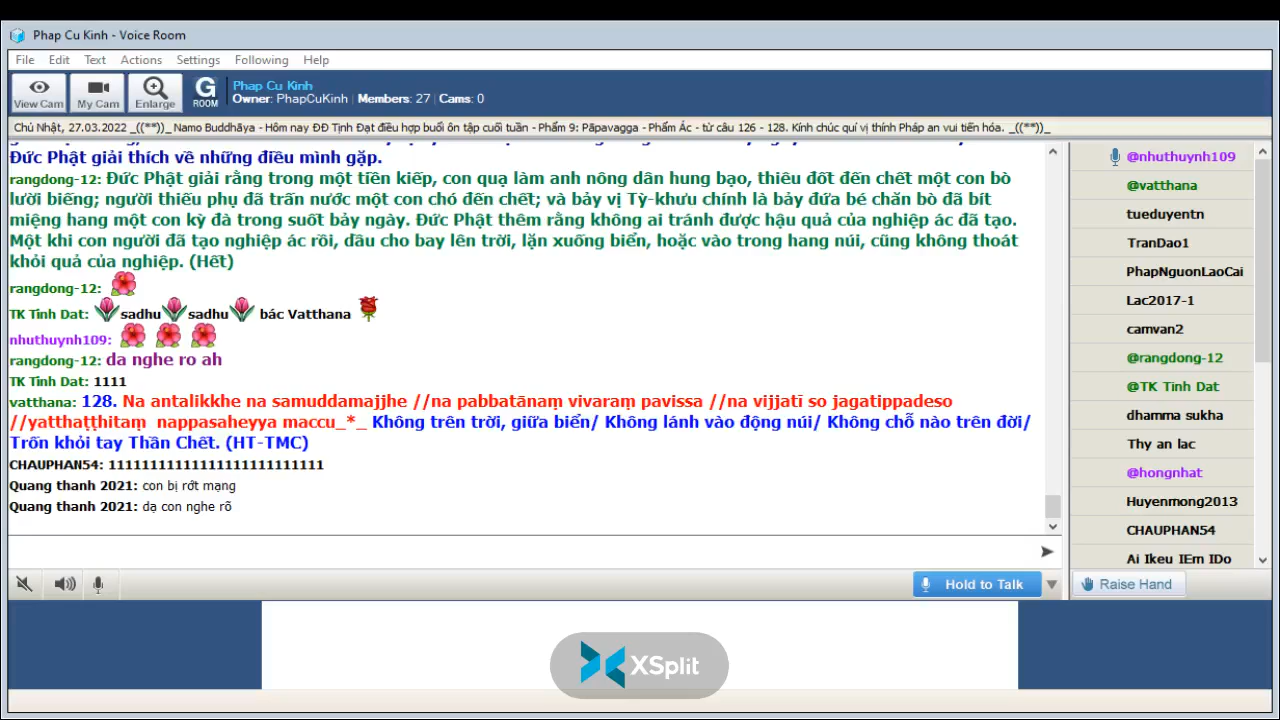 Phap Cu Kinh - Voice Room
File Edit Text Actions Settings Following Help
View Cam My Cam Enlarge G ROOM
Phap Cu Kinh
Owner: PhapCuKinh | Members: 27 | Cams: 0
Chủ Nhật, 27.03.2022 _((**))_ Namo Buddhāya - Hôm nay ĐĐ Tịnh Đạt điều hợp buổi ôn tập cuối tuần - Phẩm 9: Pāpavagga - Phẩm Ác - từ câu 126 - 128. Kính chúc quí vị thính Pháp an vui tiến hóa. _((**))_
Đức Phật giải thích về những điều mình gặp.
rangdong-12: Đức Phật giải rằng trong một tiền kiếp, con quạ làm anh nông dân hung bạo, thiêu đốt đến chết một con bò
lười biếng; người thiếu phụ đã trấn nước một con chó đến chết; và bảy vị Tỳ-khưu chính là bảy đứa bé chăn bò đã bít
miệng hang một con kỳ đà trong suốt bảy ngày. Đức Phật thêm rằng không ai tránh được hậu quả của nghiệp ác đã tạo.
Một khi con người đã tạo nghiệp ác rồi, dầu cho bay lên trời, lặn xuống biển, hoặc vào trong hang núi, cũng không thoát
khỏi quả của nghiệp. (Hết)
rangdong-12:
TK Tinh Dat: sadhu sadhu bác Vatthana
nhuthuynh109:
rangdong-12: da nghe ro ah
TK Tinh Dat: 1111
vatthana: 128. Na antalikkhe na samuddamajjhe //na pabbatānaṃ vivaraṃ pavissa //na vijjatī so jagatippadeso
//yatthaṭṭhitaṃ nappasaheyya maccu_*_ Không trên trời, giữa biển/ Không lánh vào động núi/ Không chỗ nào trên đời/
Trốn khỏi tay Thần Chết. (HT-TMC)
CHAUPHAN54: 11111111111111111111111111
Quang thanh 2021: con bị rớt mạng
Quang thanh 2021: dạ con nghe rõ
@nhuthuynh109
@vatthana
tueduyentn
TranDao1
PhapNguonLaoCai
Lac2017-1
camvan2
@rangdong-12
@TK Tinh Dat
dhamma sukha
Thy an lac
@hongnhat
Huyenmong2013
CHAUPHAN54
Ai Ikeu IEm IDo
Hold to Talk
Raise Hand
XSplit